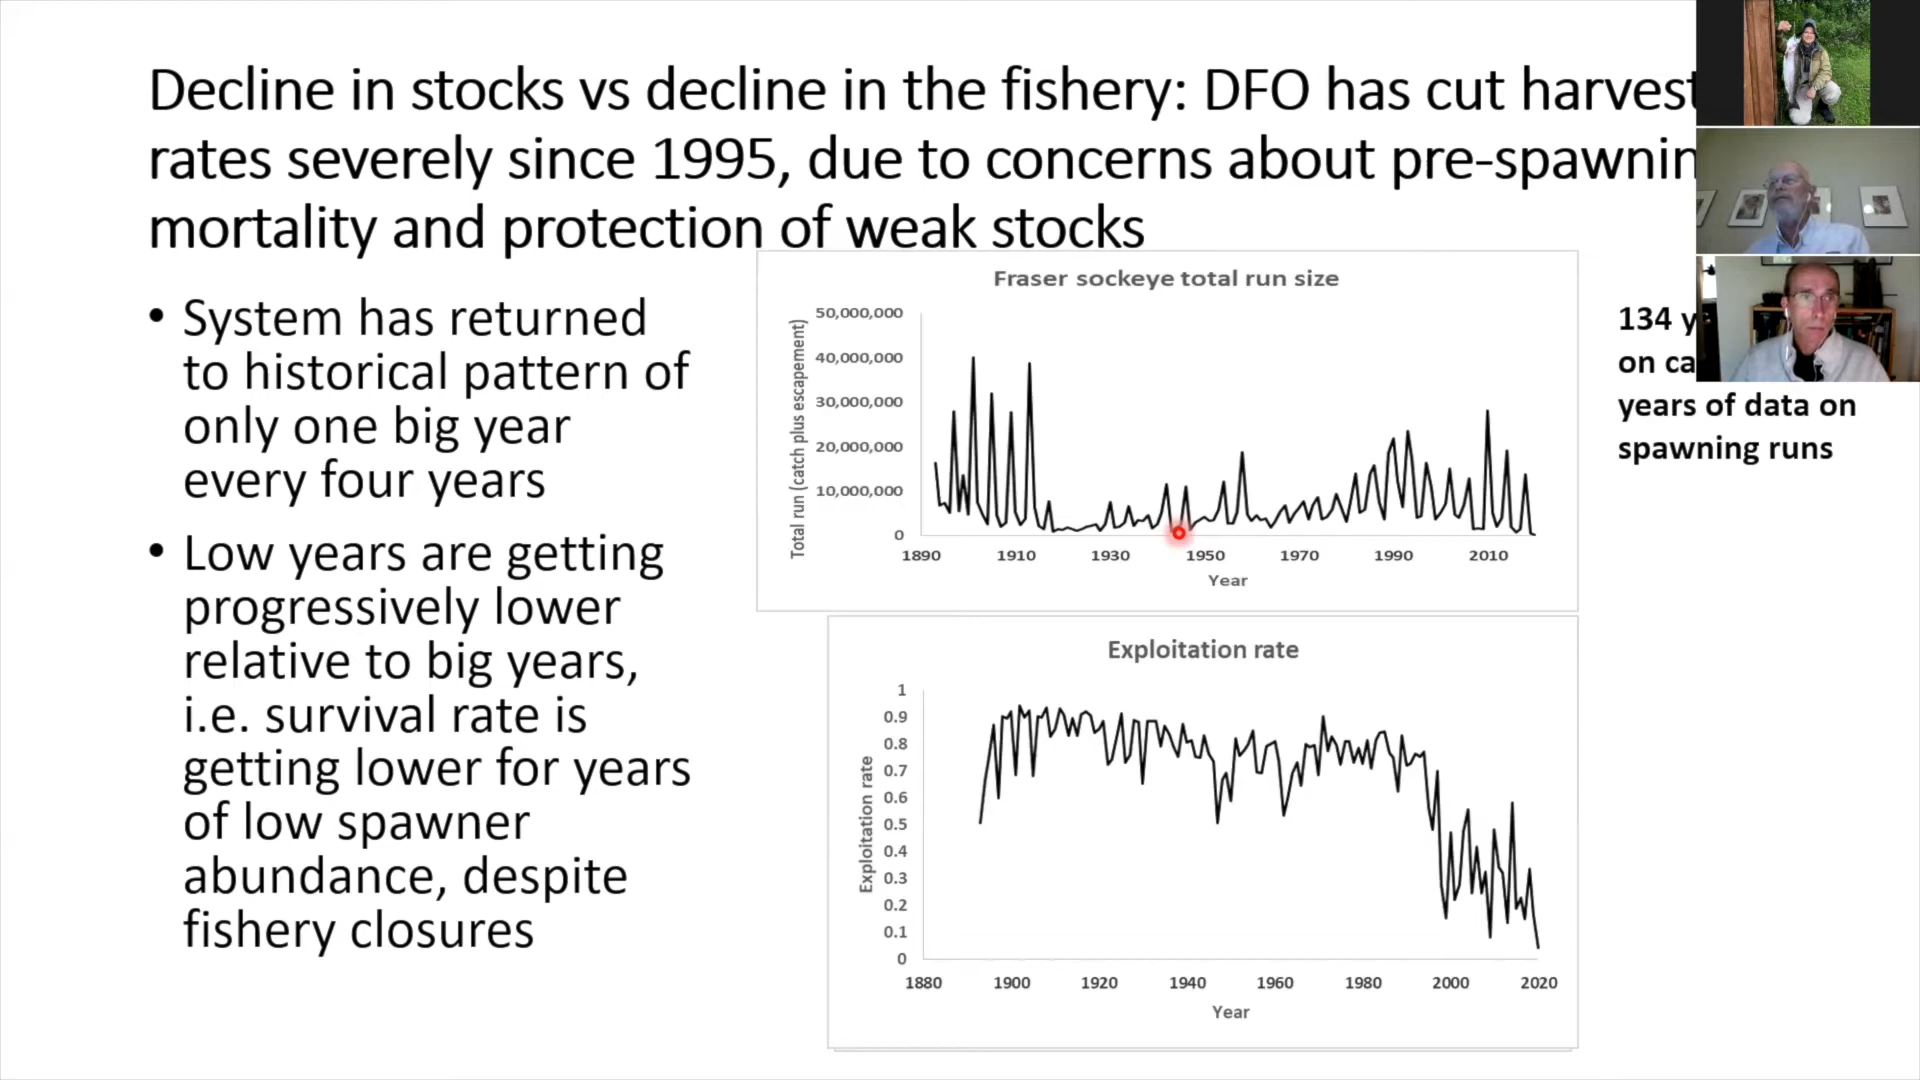 Decline in stocks vs decline in the fishery: DFO has cut harvest
rates severely since 1995, due to concerns about pre-spawnin
mortality and protection of weak stocks
• System has returned
to historical pattern of
only one big year
every four years
• Low years are getting
progressively lower
relative to big years,
i.e. survival rate is
getting lower for years
of low spawner
abundance, despite
fishery closures
Fraser sockeye total run size
Total run (catch plus escapement)
50,000,000
40,000,000
30,000,000
20,000,000
10,000,000
0
1890 1910 1930 1950 1970 1990 2010
Year
Exploitation rate
Exploitation rate
1
0.9
0.8
0.7
0.6
0.5
0.4
0.3
0.2
0.1
0
1880 1900 1920 1940 1960 1980 2000 2020
Year
134 y
on ca
years of data on
spawning runs